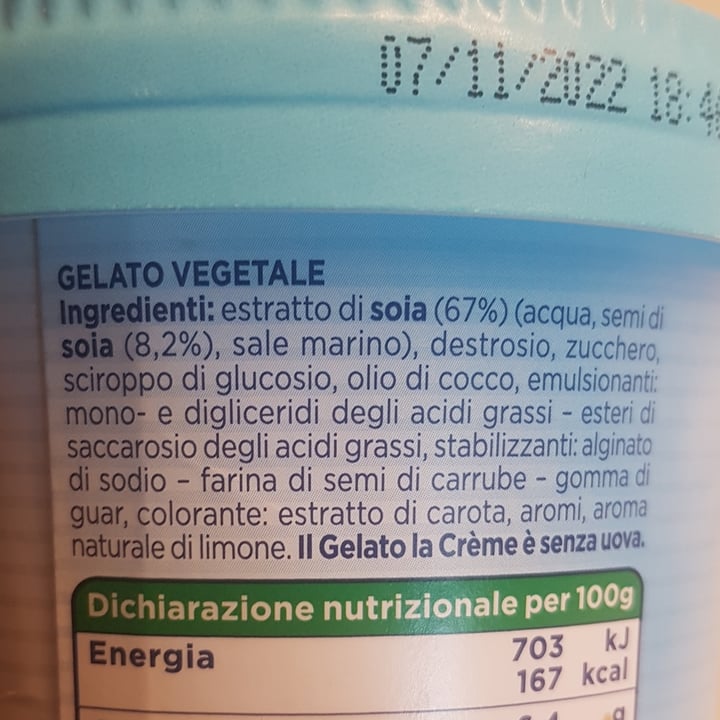 07/11/2022 18:4
GELATO VEGETALE
Ingredienti: estratto di soia (67%) (acqua, semi di
soia (8,2%), sale marino), destrosio, zucchero,
sciroppo di glucosio, olio di cocco, emulsionanti:
mono- e digliceridi degli acidi grassi – esteri di
saccarosio degli acidi grassi, stabilizzanti: alginato
di sodio – farina di semi di carrube – gomma di
guar, colorante: estratto di carota, aromi, aroma
naturale di limone. Il Gelato la Crème è senza uova.
Dichiarazione nutrizionale per 100g
Energia 703 kJ
167 kcal